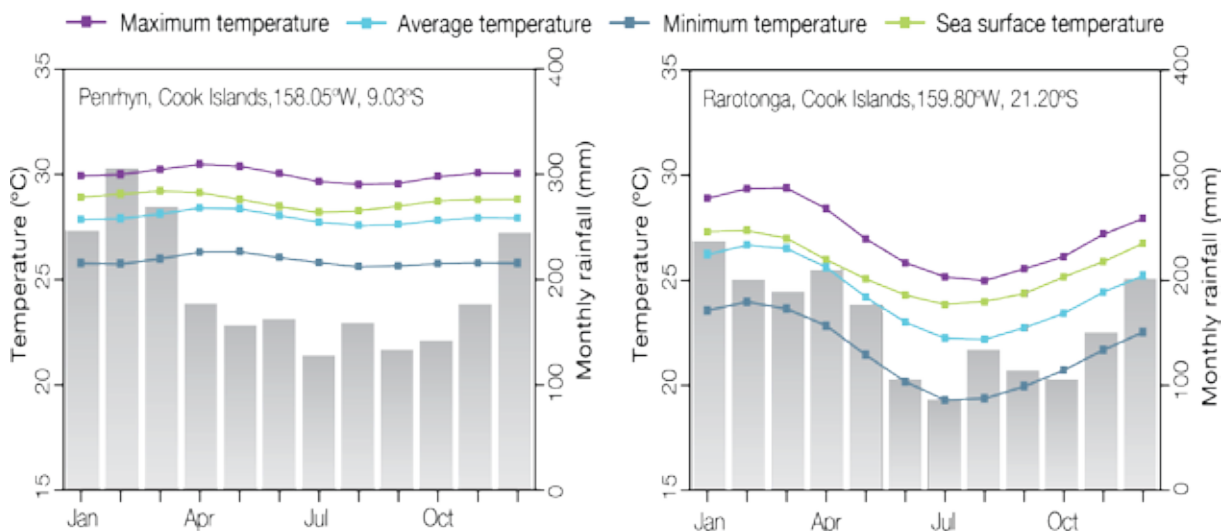 Maximum temperature Average temperature Minimum temperature Sea surface temperature
Penrhyn, Cook Islands,158.05ºW, 9.03ºS
Temperature (ºC)
35
30
25
20
15
Monthly rainfall (mm)
400
300
200
100
0
Jan Apr Jul Oct
Rarotonga, Cook Islands,159.80ºW, 21.20ºS
Temperature (ºC)
35
30
25
20
15
Monthly rainfall (mm)
400
300
200
100
0
Jan Apr Jul Oct